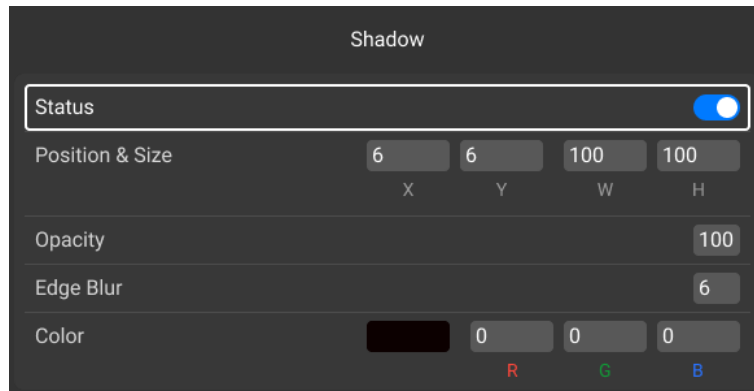 Shadow
Status
Position & Size 6 6 100 100
X Y W H
Opacity 100
Edge Blur 6
Color 0 0 0
R G B